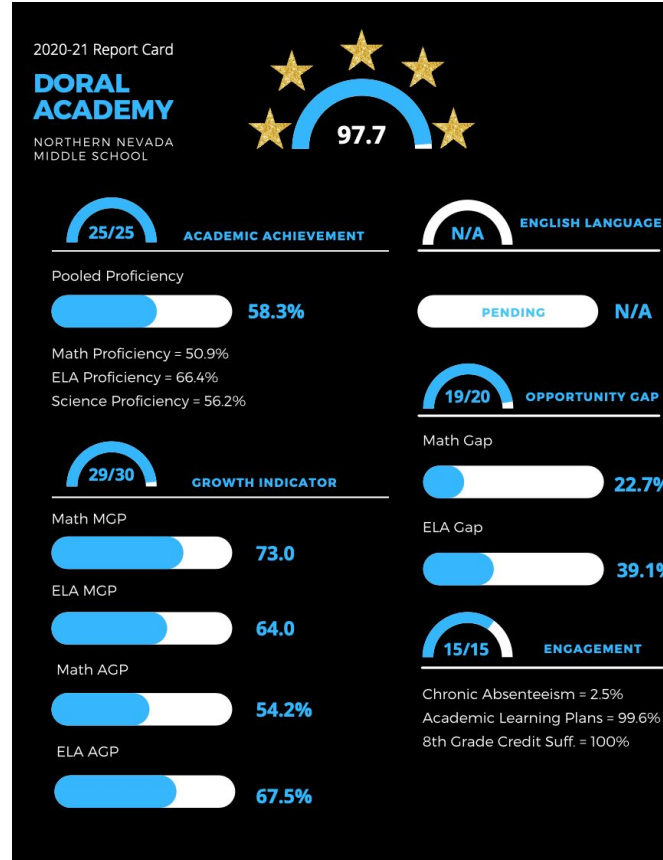 2020-21 Report Card
DORAL
ACADEMY
NORTHERN NEVADA
MIDDLE SCHOOL
97.7
25/25
ACADEMIC ACHIEVEMENT
Pooled Proficiency
58.3%
Math Proficiency = 50.9%
ELA Proficiency = 66.4%
Science Proficiency = 56.2%
29/30
GROWTH INDICATOR
Math MGP
73.0
ELA MGP
64.0
Math AGP
54.2%
ELA AGP
67.5%
N/A
ENGLISH LANGUAGE
PENDING
N/A
19/20
OPPORTUNITY GAP
Math Gap
22.7%
ELA Gap
39.1%
15/15
ENGAGEMENT
Chronic Absenteeism = 2.5%
Academic Learning Plans = 99.6%
8th Grade Credit Suff. = 100%